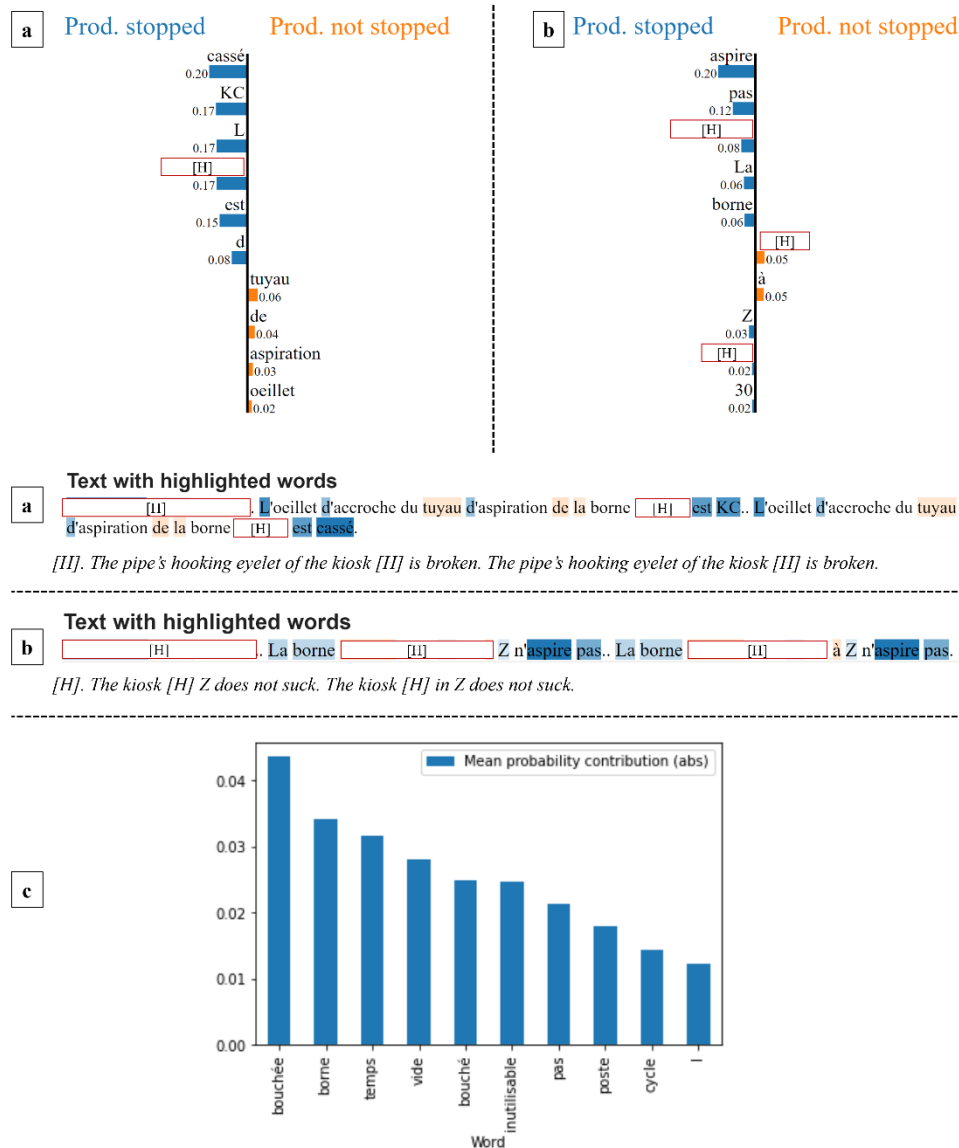 a Prod. stopped Prod. not stopped
cassé
0.20
KC
0.17
L
0.17
[H]
0.17
est
0.15
d
0.08
tuyau
0.06
de
0.04
aspiration
0.03
oeillet
0.02
b Prod. stopped Prod. not stopped
aspire
0.20
pas
0.12
[H]
0.08
La
0.06
borne
0.06
[H]
0.05
à
0.05
Z
0.03
[H]
0.02
30
0.02
Text with highlighted words
a [H] . L'oeillet d'accroche du tuyau d'aspiration de la borne [H] est KC.. L'oeillet d'accroche du tuyau
d'aspiration de la borne [H] est cassé.
[H]. The pipe's hooking eyelet of the kiosk [H] is broken. The pipe's hooking eyelet of the kiosk [H] is broken.
Text with highlighted words
b [H] .. La borne [H] Z n'aspire pas.. La borne [H] à Z n'aspire pas.
[H]. The kiosk [H] Z does not suck. The kiosk [H] in Z does not suck.
c
Mean probability contribution (abs)
0.04
0.03
0.02
0.01
0.00
bouchée
borne
temps
vide
bouché
inutilisable
pas
poste
cycle
l
Word